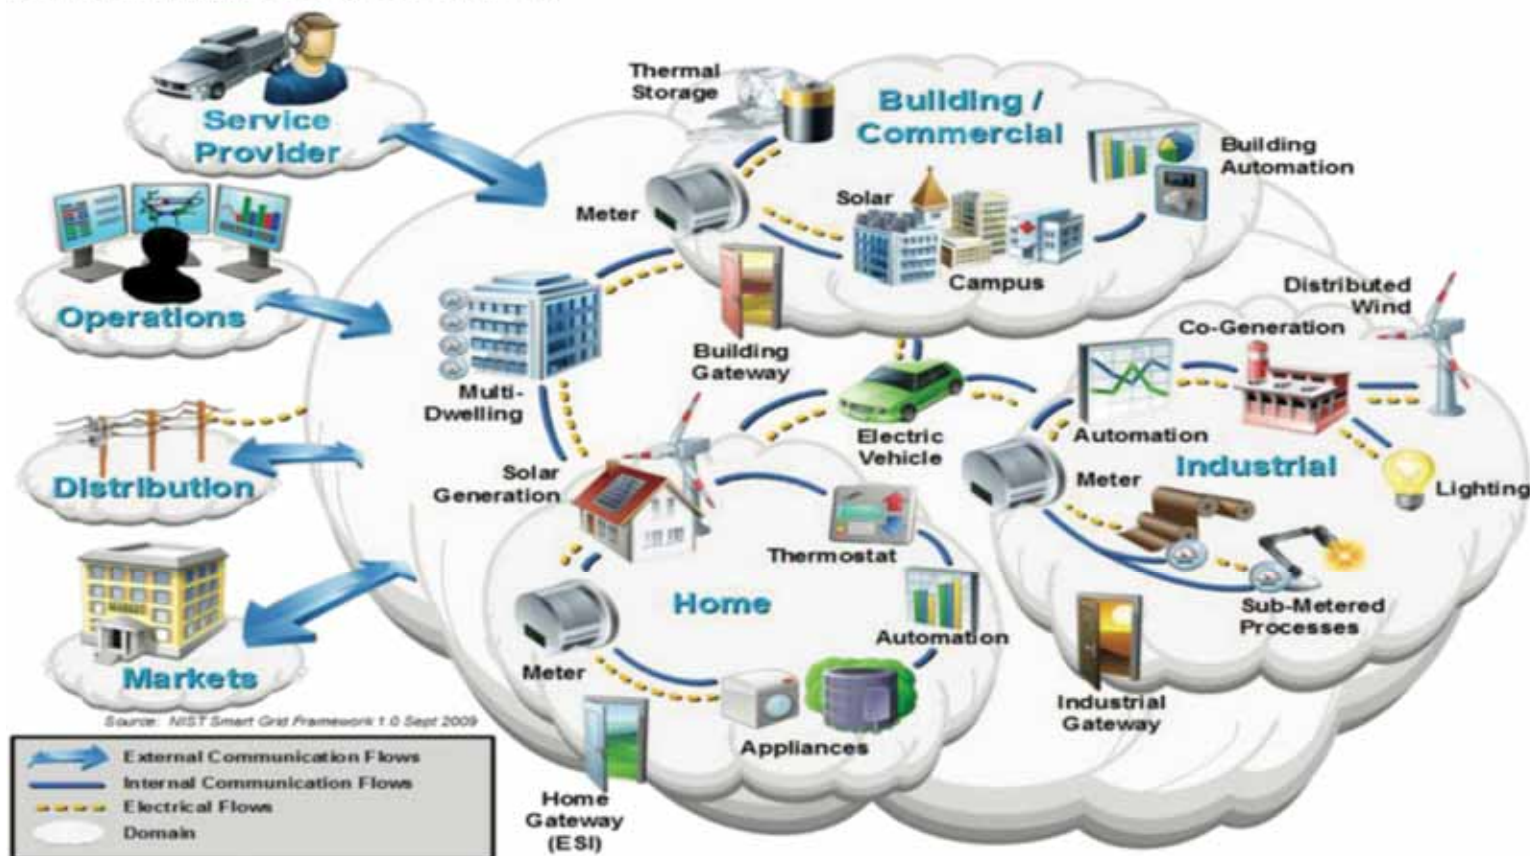 Service
Provider
Operations
Distribution
Markets
MARKET
Source: NIST Smart Grid Framework 1.0 Sept 2009
External Communication Flows
Internal Communication Flows
Electrical Flows
Domain
Thermal
Storage
Building /
Commercial
Building
Automation
Meter
Solar
Campus
Building
Gateway
Multi-
Dwelling
Electric
Vehicle
Distributed
Wind
Co-Generation
Automation
Industrial
Meter
Lighting
Sub-Metered
Processes
Industrial
Gateway
Solar
Generation
Thermostat
Home
Automation
Meter
Appliances
Home
Gateway
(ESI)